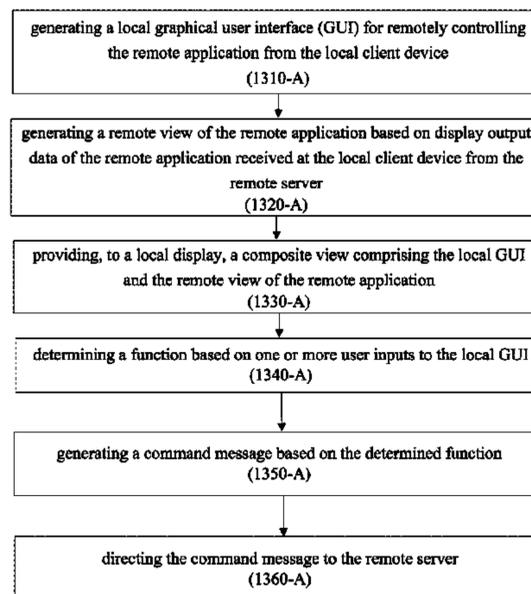 generating a local graphical user interface (GUI) for remotely controlling
the remote application from the local client device
(1310-A)
generating a remote view of the remote application based on display output
data of the remote application received at the local client device from the
remote server
(1320-A)
providing, to a local display, a composite view comprising the local GUI
and the remote view of the remote application
(1330-A)
determining a function based on one or more user inputs to the local GUI
(1340-A)
generating a command message based on the determined function
(1350-A)
directing the command message to the remote server
(1360-A)